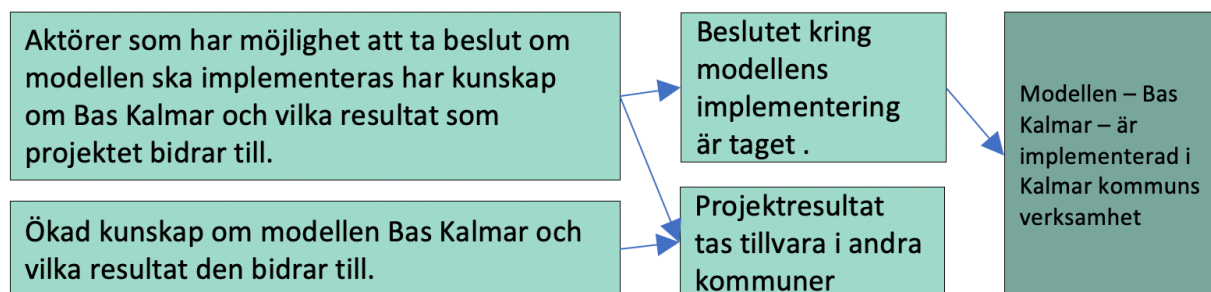 Aktörer som har möjlighet att ta beslut om
modellen ska implementeras har kunskap
om Bas Kalmar och vilka resultat som
projektet bidrar till.
Ökad kunskap om modellen Bas Kalmar och
vilka resultat den bidrar till.
Beslutet kring
modellens
implementering
är taget .
Projektresultat
tas tillvara i andra
kommuner
Modellen – Bas
Kalmar – är
implementerad i
Kalmar kommuns
verksamhet